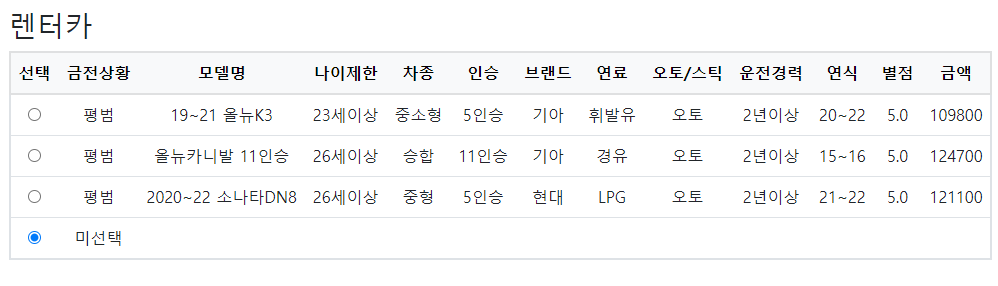 렌터카
선택 금전상황 모델명 나이제한 차종 인승 브랜드 연료 오토/스틱 운전경력 연식 별점 금액
평범 19~21 올뉴K3 23세이상 중소형 5인승 기아 휘발유 오토 2년이상 20~22 5.0 109800
평범 올뉴카니발 11인승 26세이상 승합 11인승 기아 경유 오토 2년이상 15~16 5.0 124700
평범 2020~22 소나타DN8 26세이상 중형 5인승 현대 LPG 오토 2년이상 21~22 5.0 121100
미선택